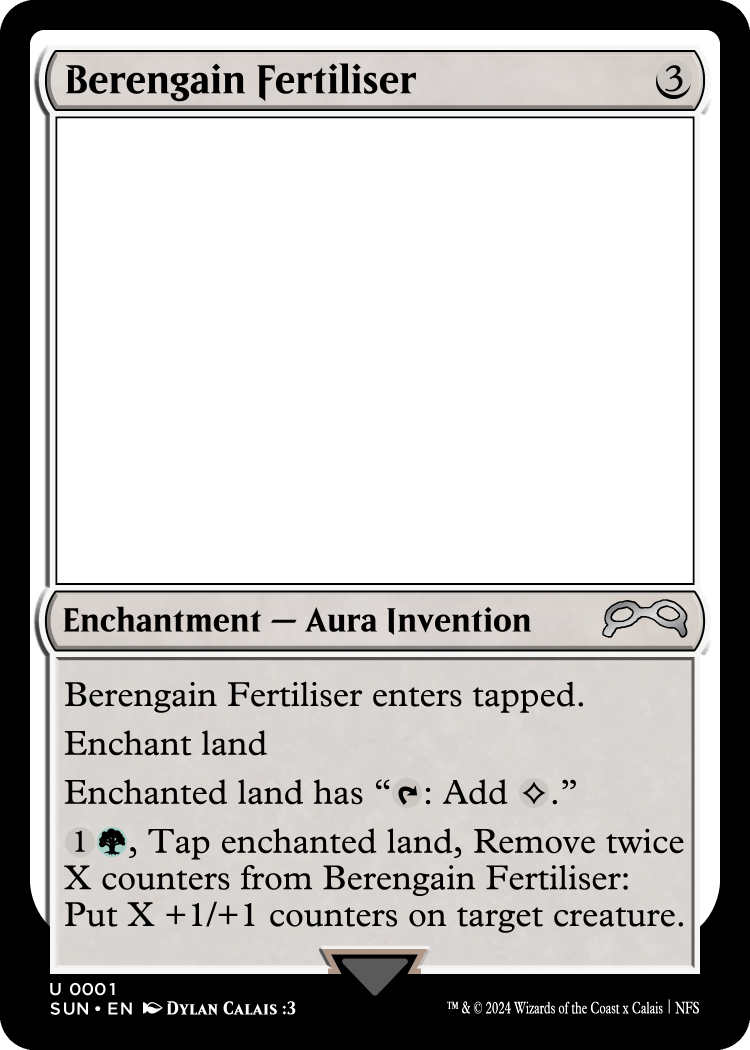 Berengain Fertiliser 3
Enchantment — Aura Invention
Berengain Fertiliser enters tapped.
Enchant land
Enchanted land has “: Add .”
1, Tap enchanted land, Remove twice
X counters from Berengain Fertiliser:
Put X +1/+1 counters on target creature.
U 0001
SUN • EN Dylan Calais :3
™ & © 2024 Wizards of the Coast x Calais | NFS